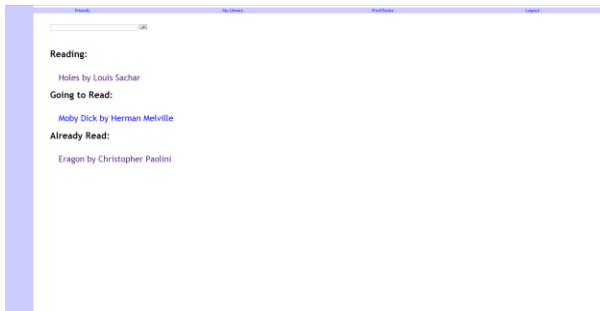 Friends My Library Find Books Logout
Reading:
Holes by Louis Sachar
Going to Read:
Moby Dick by Herman Melville
Already Read:
Eragon by Christopher Paolini